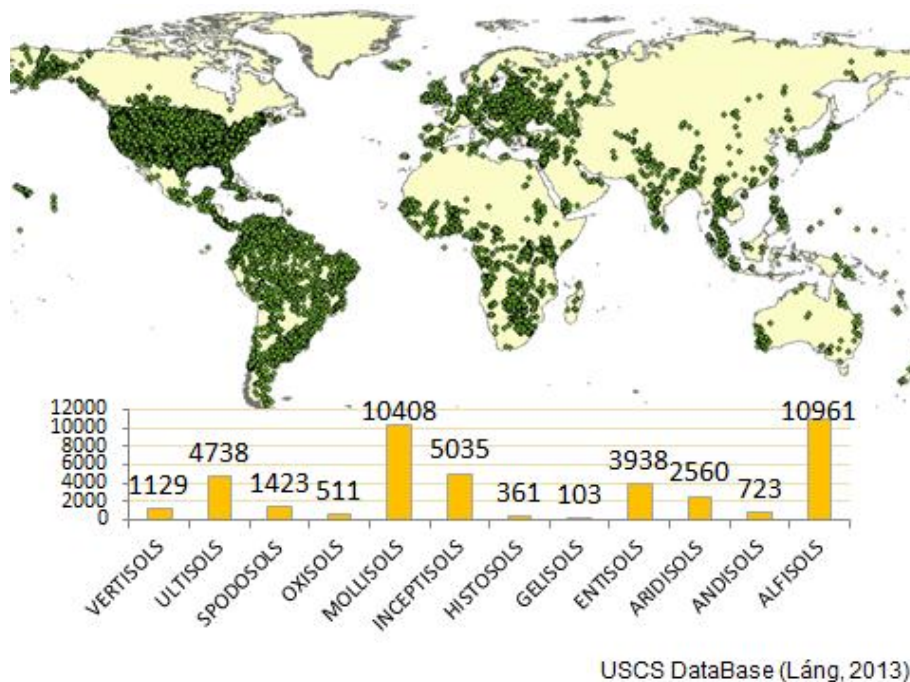 12000
10000
8000
6000
4000
2000
0
1129
4738
1423
511
10408
5035
361
103
3938
2560
723
10961
VERTISOLS
ULTISOLS
SPODOSOLS
OXISOLS
MOLLISOLS
INCEPTISOLS
HISTOSOLS
GELISOLS
ENTISOLS
ARIDISOLS
ANDISOLS
ALFISOLS
USCS DataBase (Láng, 2013)